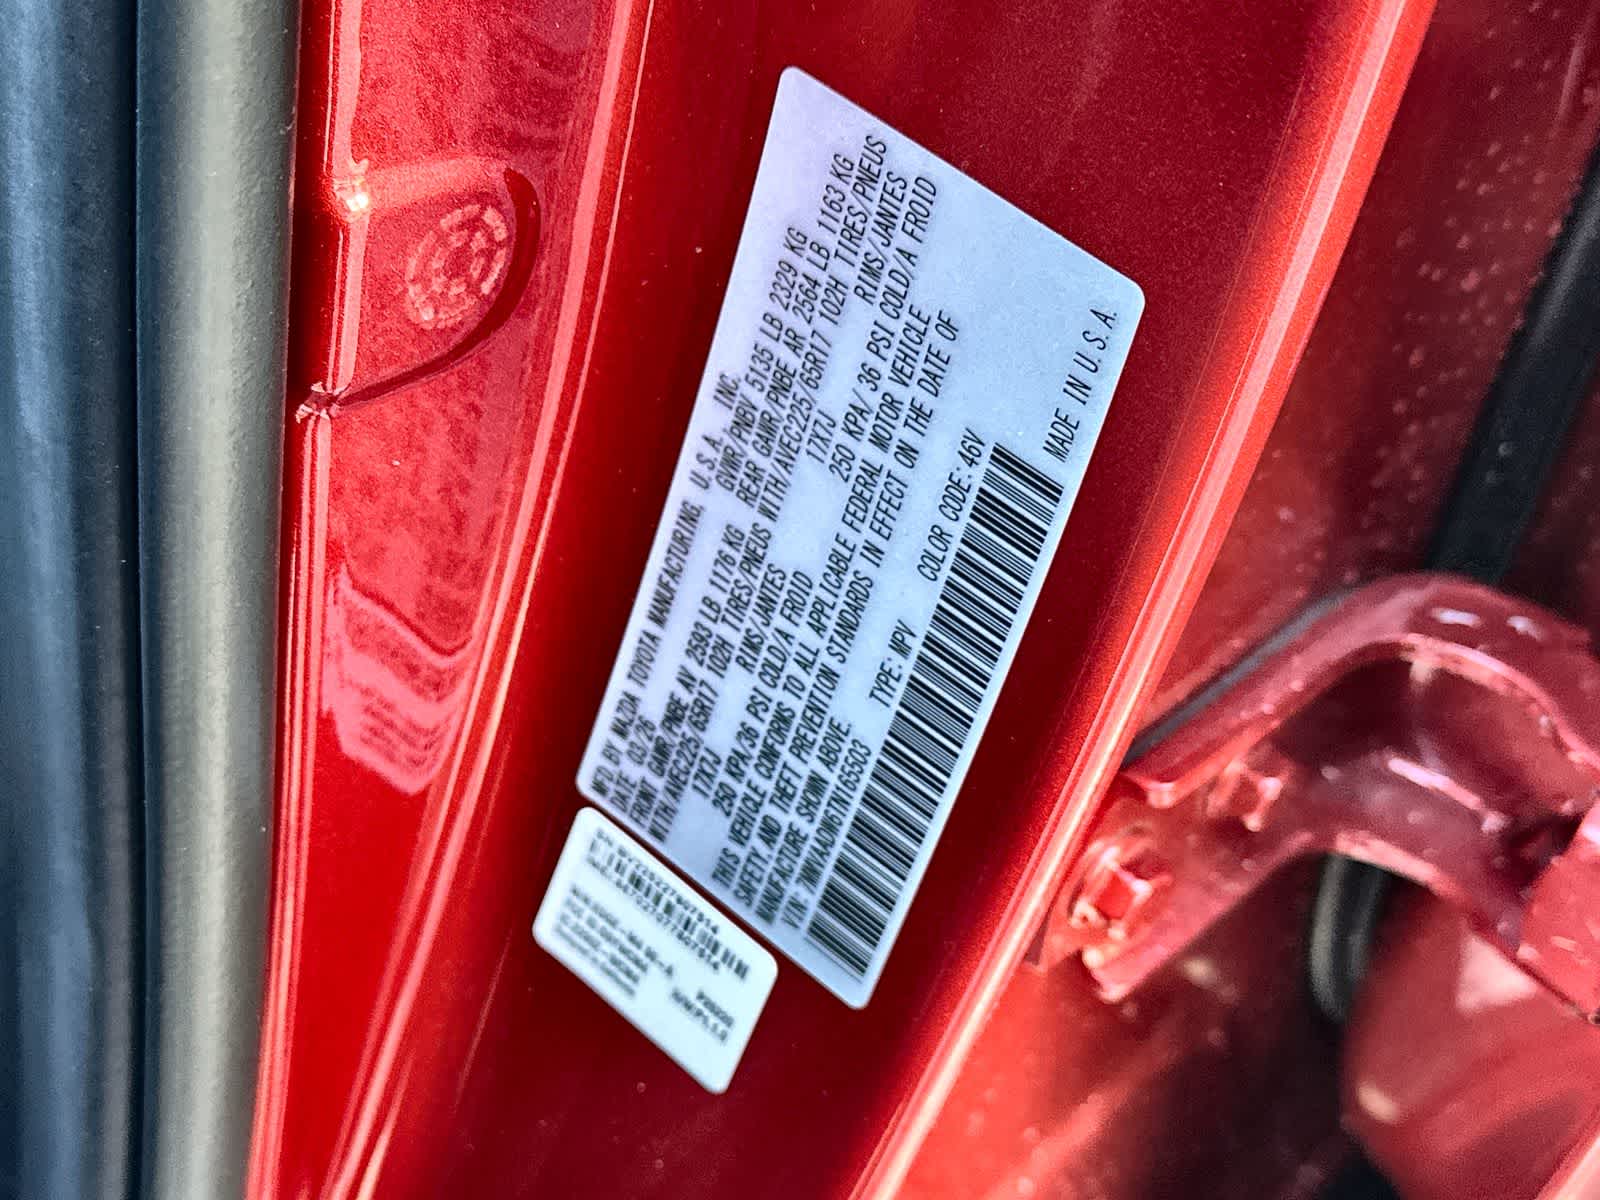 MFD BY MAZDA TOYOTA MANUFACTURING, U.S.A., INC.
DATE: 03/26 GVWR/PNBV 5135 LB 2329 KG
FRONT GAWR/PNBE AV 2593 LB 1176 KG REAR GAWR/PNBE AR 2564 LB 1163 KG
WITH/AVEC225/65R17 102H TIRES/PNEUS WITH/AVEC225/65R17 102H TIRES/PNEUS
17X7J RIMS/JANTES 17X7J RIMS/JANTES
250 KPA/36 PSI COLD/A FROID 250 KPA/36 PSI COLD/A FROID
THIS VEHICLE CONFORMS TO ALL APPLICABLE FEDERAL MOTOR VEHICLE
SAFETY AND THEFT PREVENTION STANDARDS IN EFFECT ON THE DATE OF
MANUFACTURE SHOWN ABOVE.
VIN: TYPE: MPV COLOR CODE: 46V
MADE IN U.S.A.